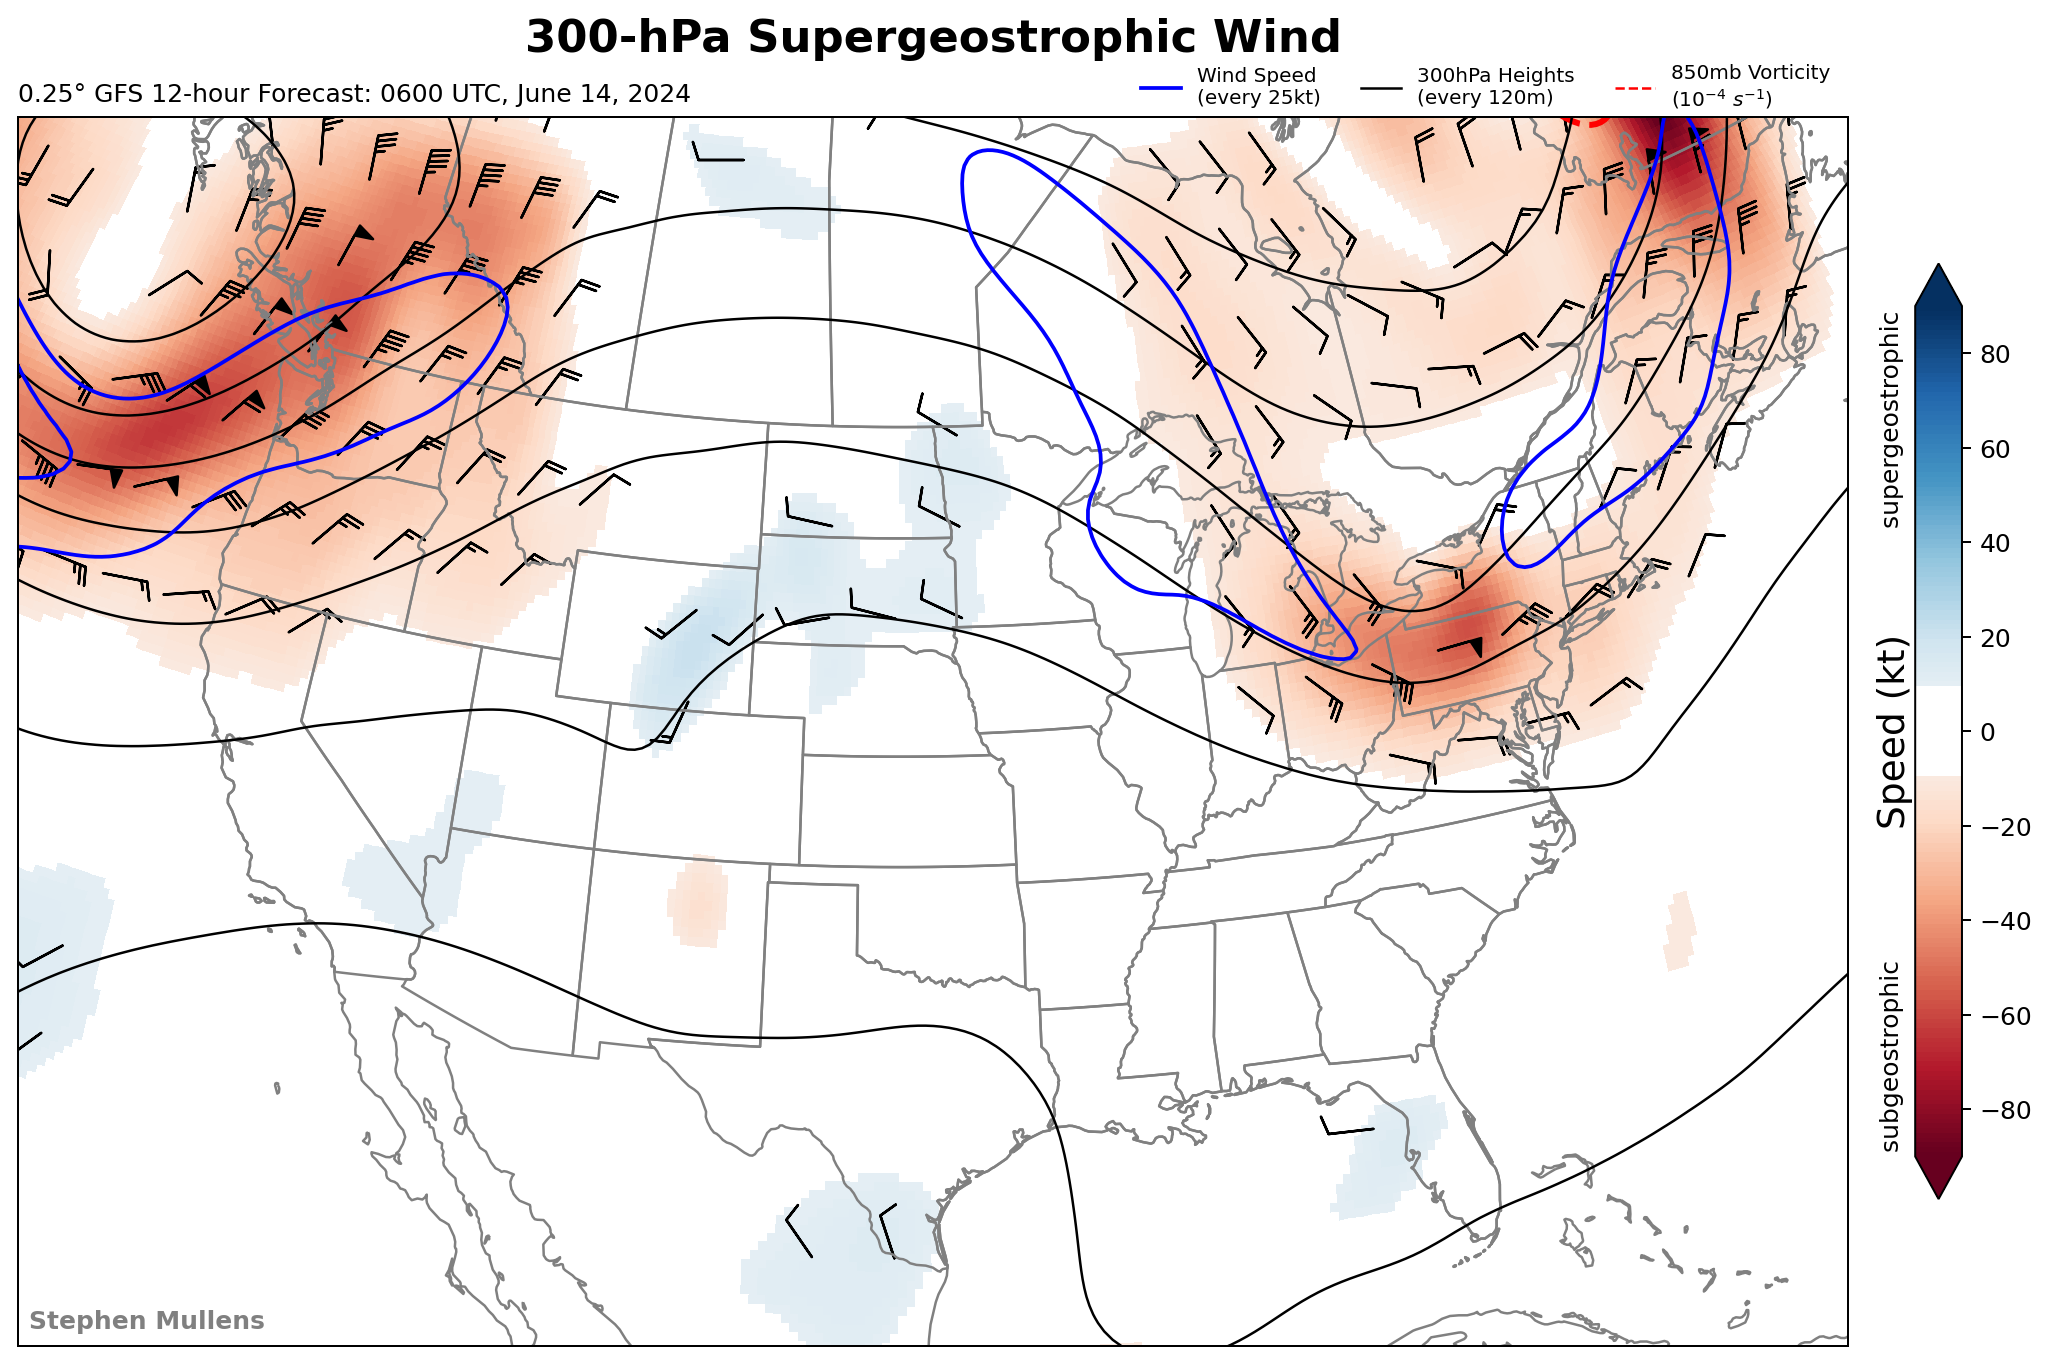 300-hPa Supergeostrophic Wind
0.25° GFS 12-hour Forecast: 0600 UTC, June 14, 2024
Wind Speed
(every 25kt)
300hPa Heights
(every 120m)
850mb Vorticity
(10⁻⁴ s⁻¹)
supergeostrophic
Speed (kt)
subgeostrophic
80
60
40
20
0
−20
−40
−60
−80
Stephen Mullens